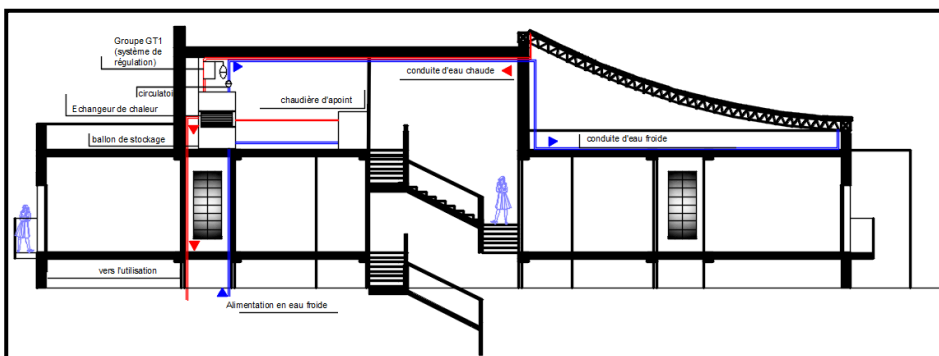 Groupe GT1
(système de
régulation)
circulatoi
Echangeur de chaleur
ballon de stockage
chaudière d'apoint
conduite d'eau chaude
conduite d'eau froide
vers l'utilisation
Alimentation en eau froide